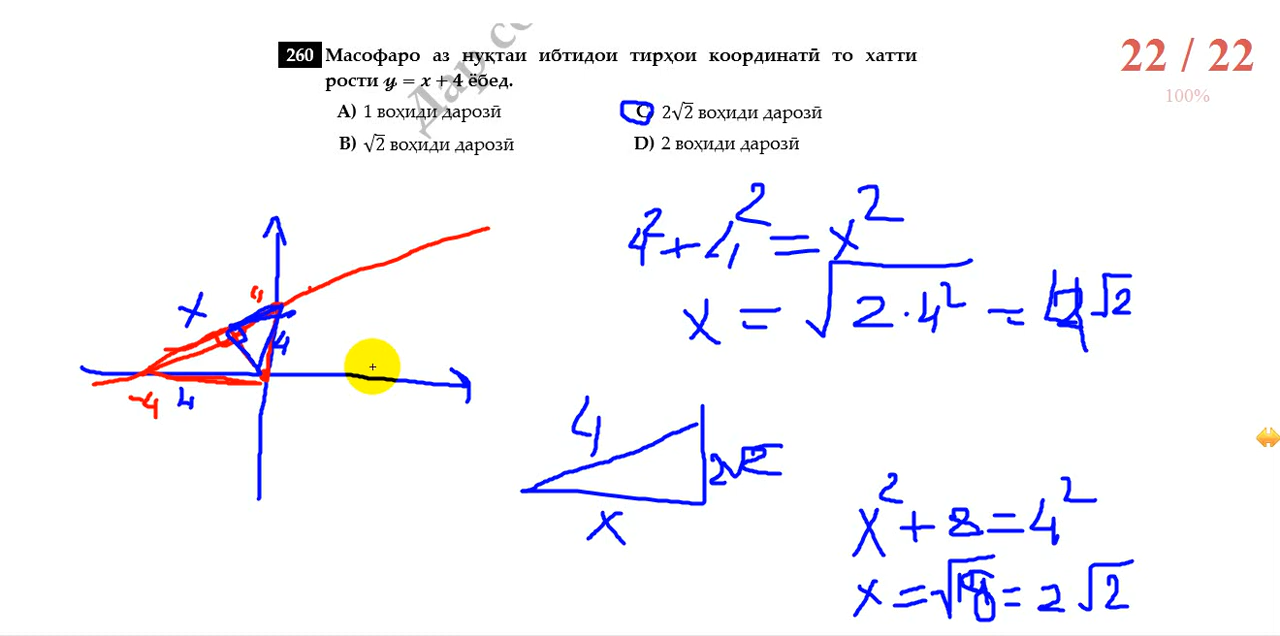 22 / 22
100%
Дар.со
260 Масофаро аз нуқтаи ибтидои тирҳои координатӣ то хатти
рости y = x + 4 ёбед.
A) 1 воҳиди дарозӣ
C) 2√2 воҳиди дарозӣ
B) √2 воҳиди дарозӣ
D) 2 воҳиди дарозӣ
4² + 4² = x²
x = √2·4² = 4√2
x
4
4
-4
4
4
2√2
x
x² + 8 = 4²
x = √8 = 2√2